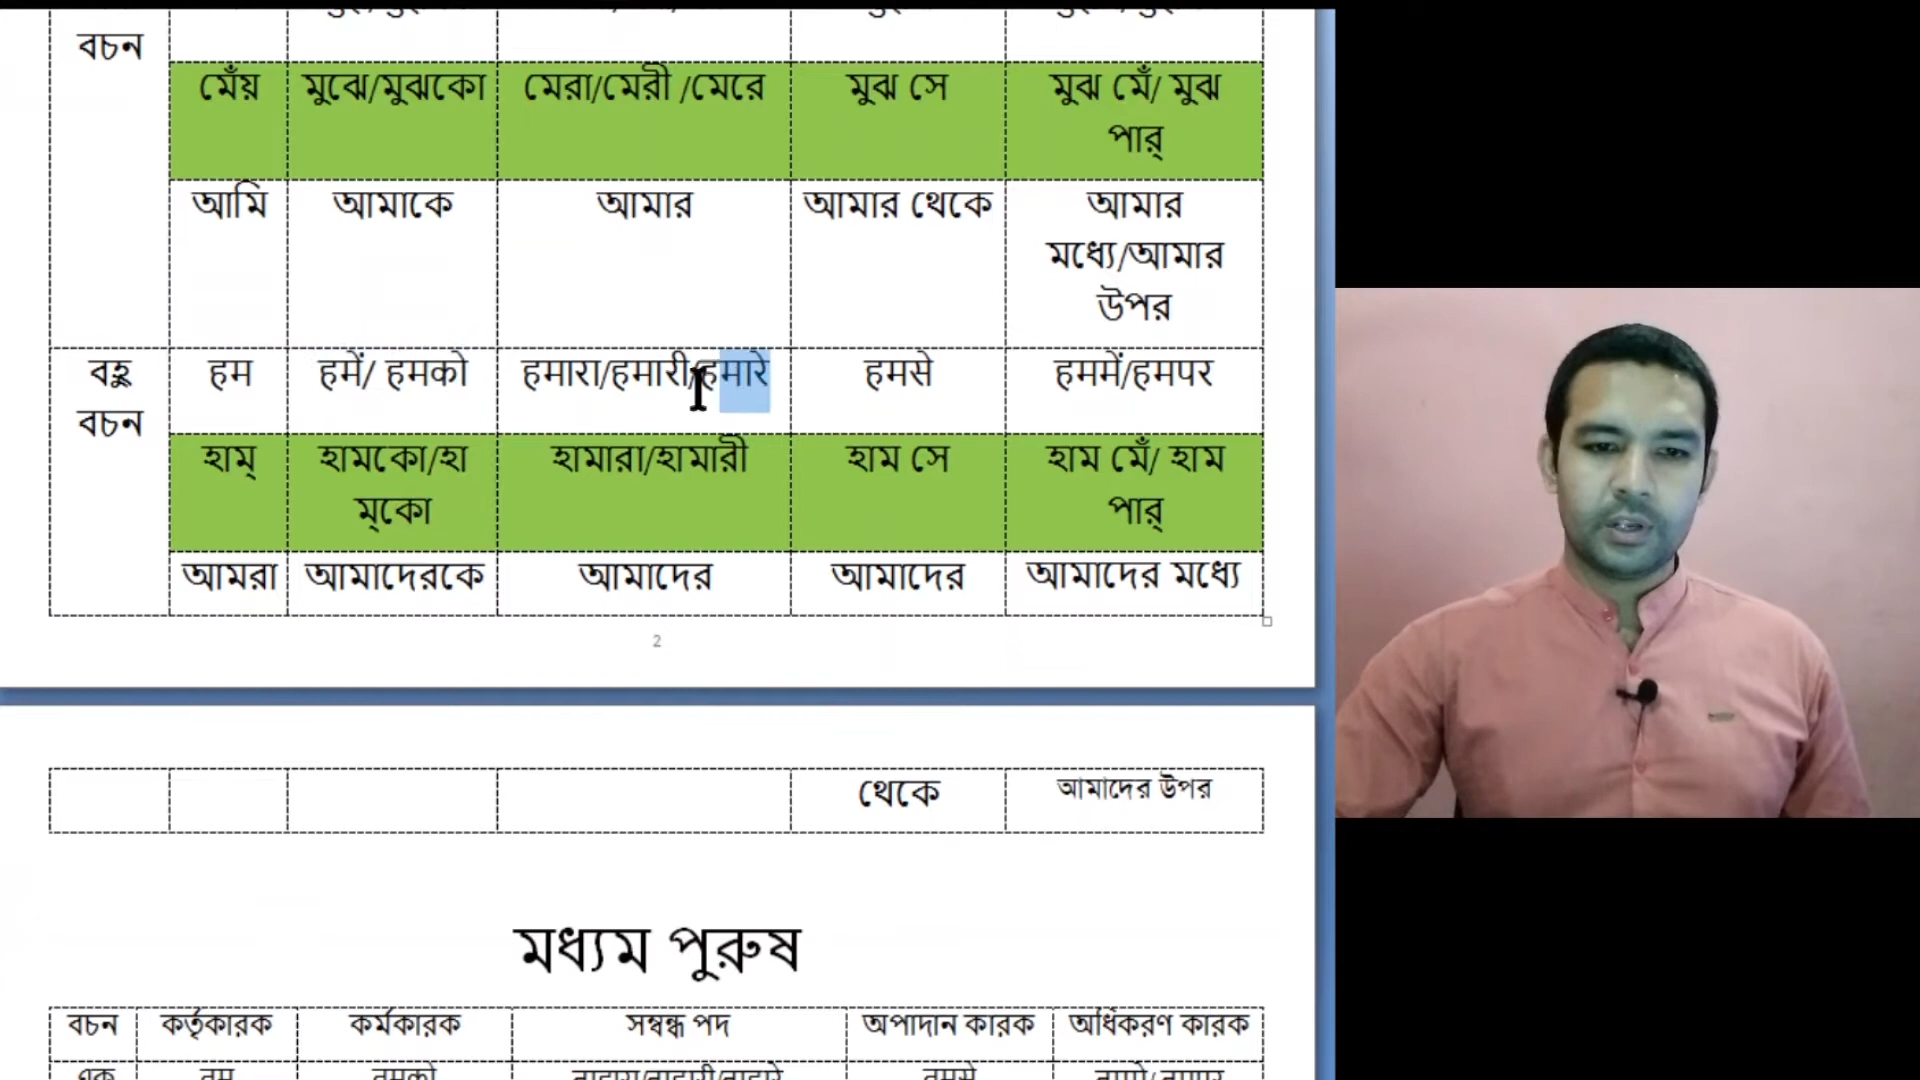 বচন
মেঁয় মুঝে/মুঝকো মেরা/মেরী /মেরে মুঝ সে মুঝ মেঁ/ মুঝ
পার্
আমি আমাকে আমার আমার থেকে আমার
মধ্যে/আমার
উপর
বহু हम हमें/ हमको हमारा/हमारी/हमारे हमसे हममें/हमपर
বচন
হাম্ হামকো/হা হামারা/হামারী হাম সে হাম মেঁ/ হাম
ম্কো পার্
আমরা আমাদেরকে আমাদের আমাদের আমাদের মধ্যে
2
থেকে আমাদের উপর
মধ্যম পুরুষ
বচন কর্তৃকারক কর্মকারক সম্বন্ধ পদ অপাদান কারক অধিকরণ কারক